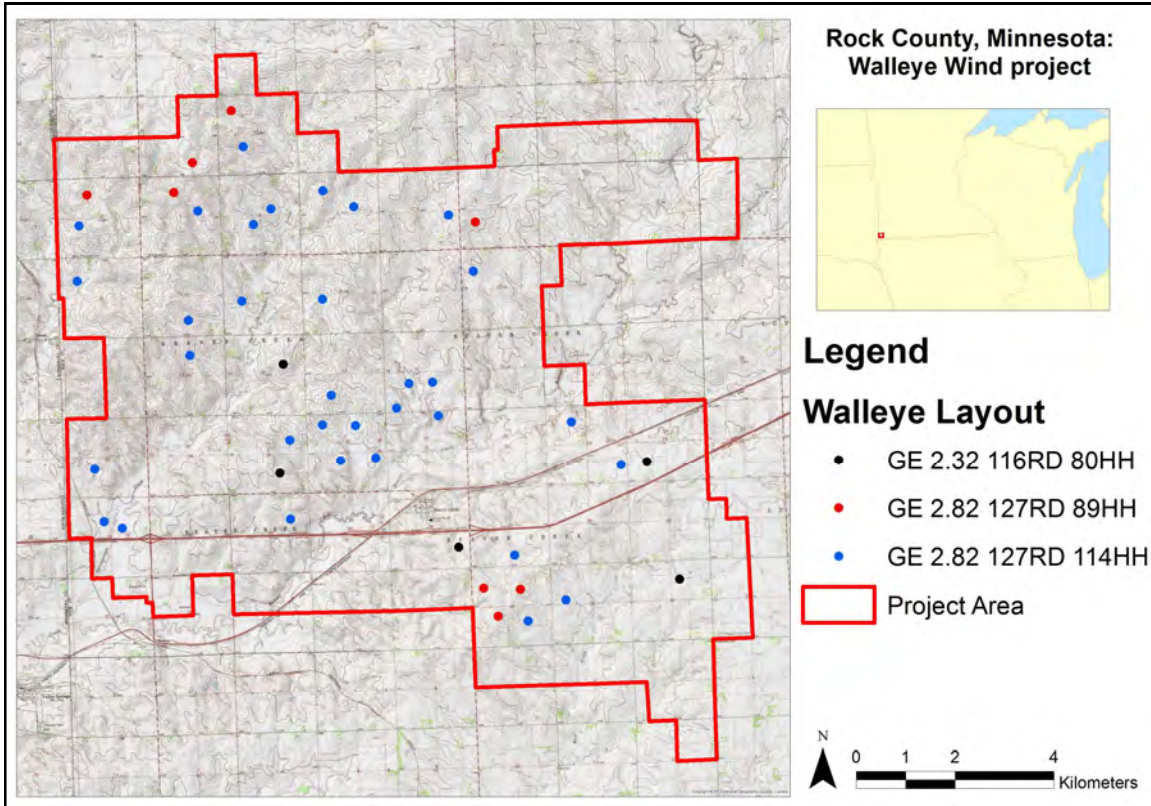 Rock County, Minnesota:
Walleye Wind project
Legend
Walleye Layout
GE 2.32 116RD 80HH
GE 2.82 127RD 89HH
GE 2.82 127RD 114HH
Project Area
N
0 1 2 4
Kilometers